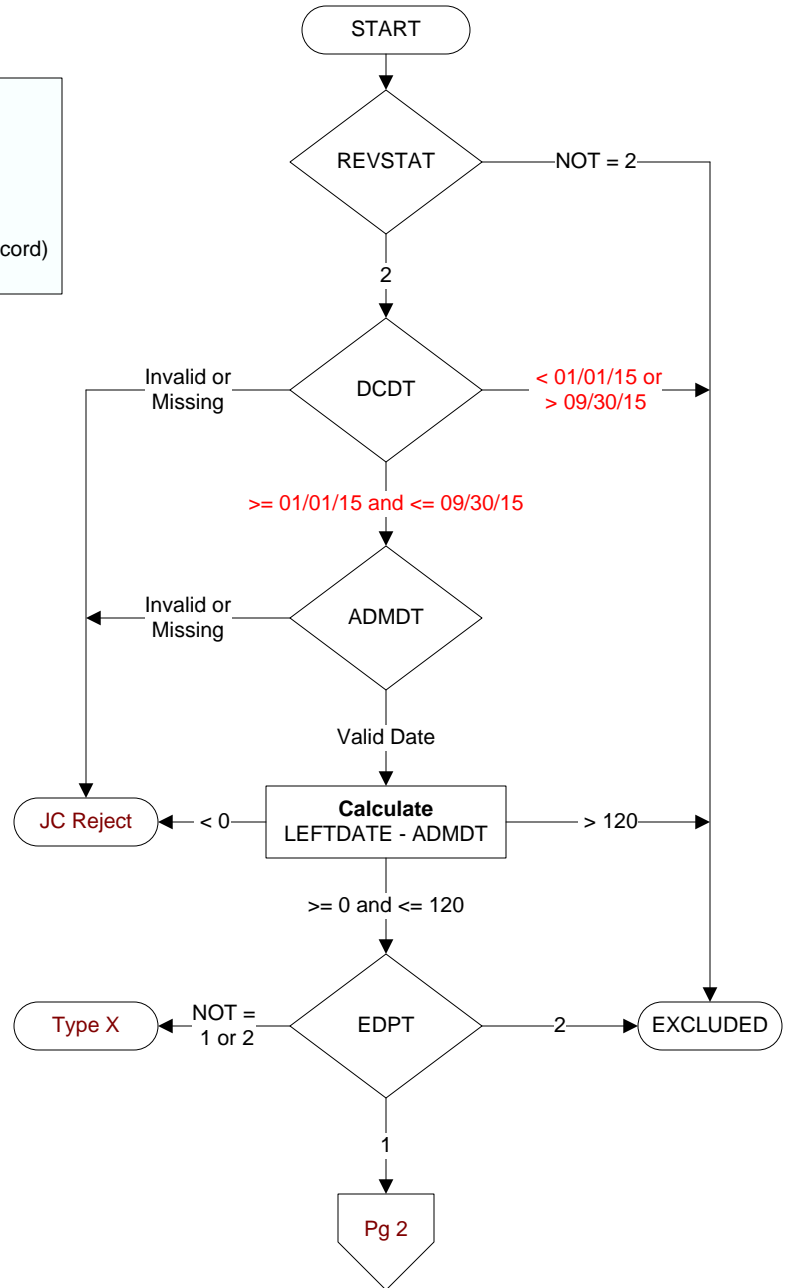 START
REVSTAT
NOT = 2
cord)
2
Invalid or
Missing
DCDT
< 01/01/15 or
> 09/30/15
>= 01/01/15 and <= 09/30/15
Invalid or
Missing
ADMDT
Valid Date
JC Reject
< 0
Calculate
LEFTDATE - ADMDT
> 120
>= 0 and <= 120
Type X
NOT =
1 or 2
EDPT
2
EXCLUDED
1
Pg 2